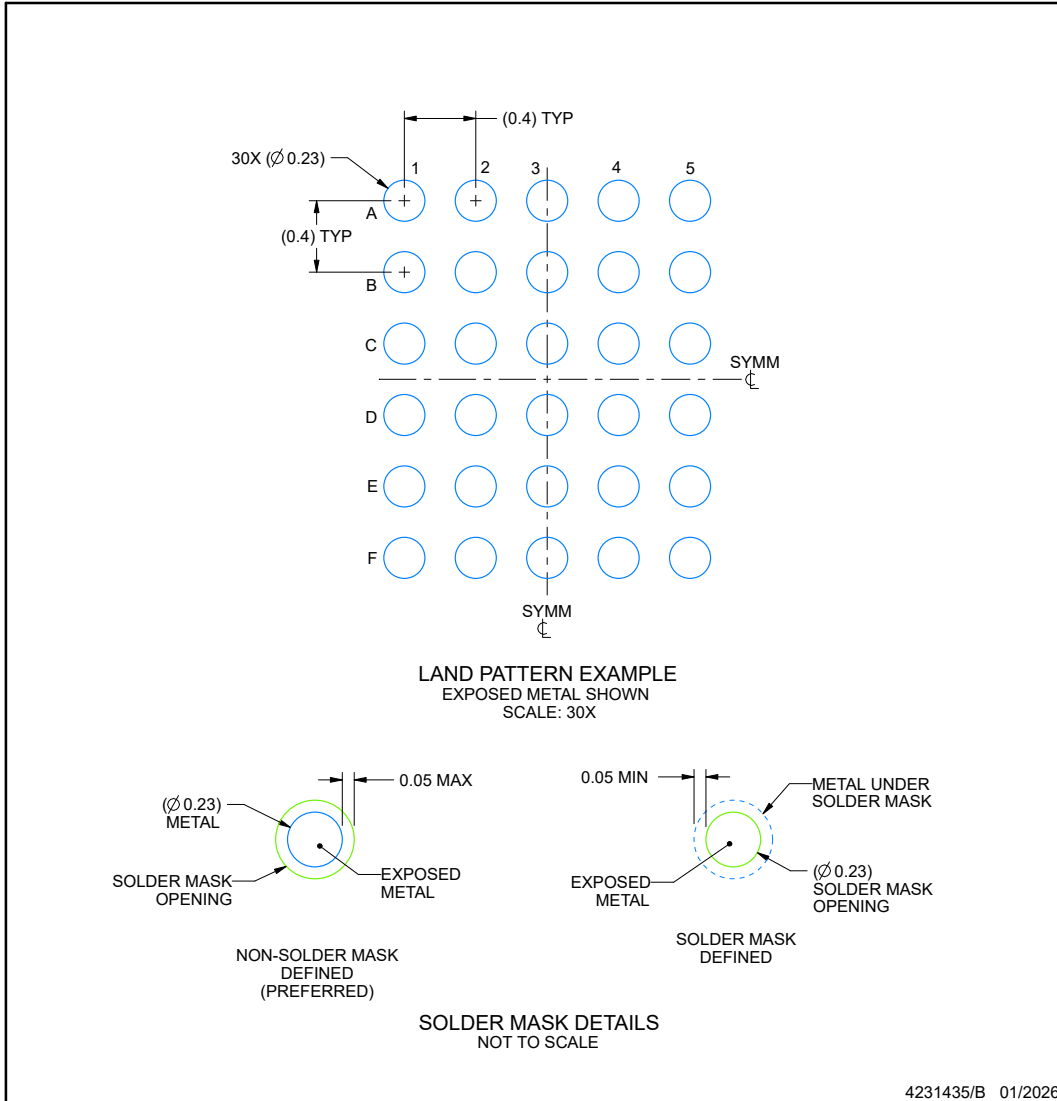 (0.4) TYP
30X (∅ 0.23)
1 2 3 4 5
A
(0.4) TYP
B
C
SYMM
℄
D
E
F
SYMM
℄
LAND PATTERN EXAMPLE
EXPOSED METAL SHOWN
SCALE: 30X
0.05 MAX
(∅ 0.23)
METAL
SOLDER MASK
OPENING
EXPOSED
METAL
NON-SOLDER MASK
DEFINED
(PREFERRED)
0.05 MIN
METAL UNDER
SOLDER MASK
EXPOSED
METAL
(∅ 0.23)
SOLDER MASK
OPENING
SOLDER MASK
DEFINED
SOLDER MASK DETAILS
NOT TO SCALE
4231435/B 01/2026